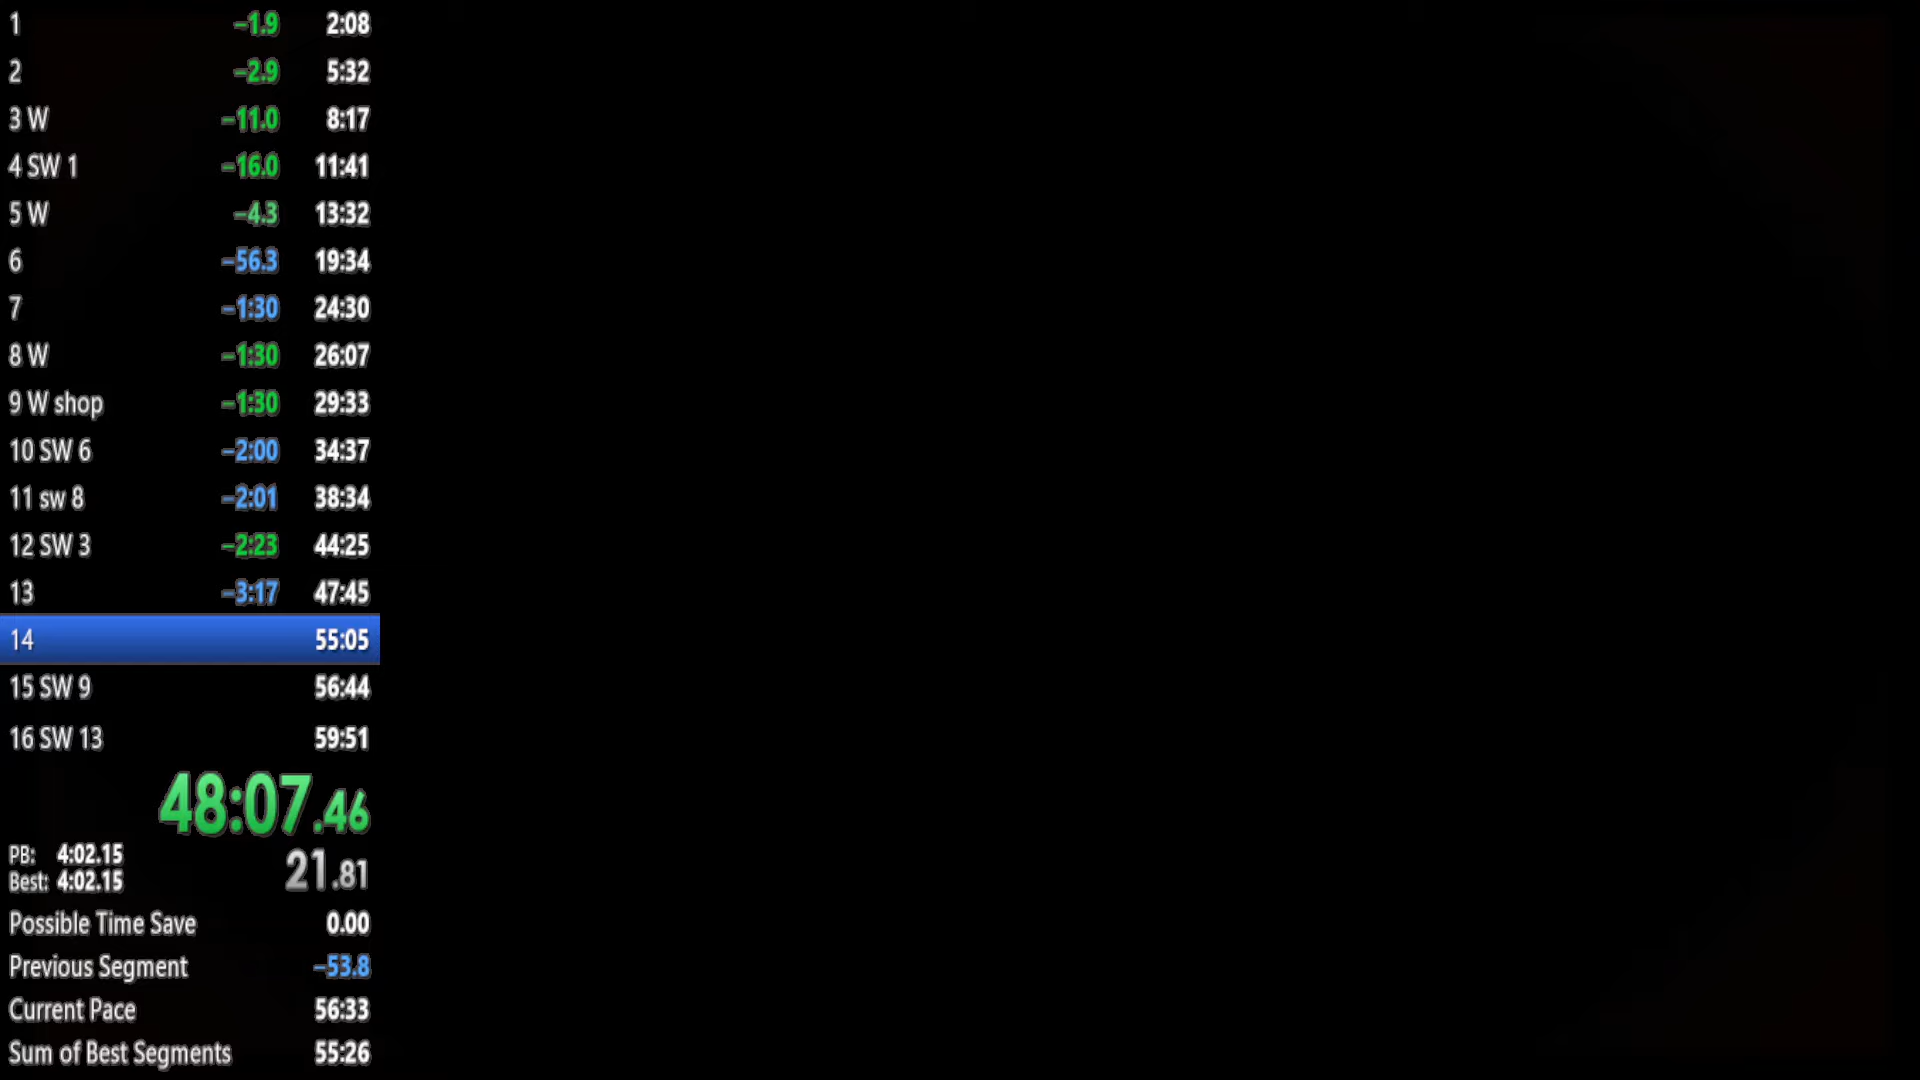 1 −1.9 2:08
2 −2.9 5:32
3 W −11.0 8:17
4 SW 1 −16.0 11:41
5 W −4.3 13:32
6 −56.3 19:34
7 −1:30 24:30
8 W −1:30 26:07
9 W shop −1:30 29:33
10 SW 6 −2:00 34:37
11 sw 8 −2:01 38:34
12 SW 3 −2:23 44:25
13 −3:17 47:45
14 55:05
15 SW 9 56:44
16 SW 13 59:51
48:07.46
PB: 4:02.15 21.81
Best: 4:02.15
Possible Time Save 0.00
Previous Segment −53.8
Current Pace 56:33
Sum of Best Segments 55:26